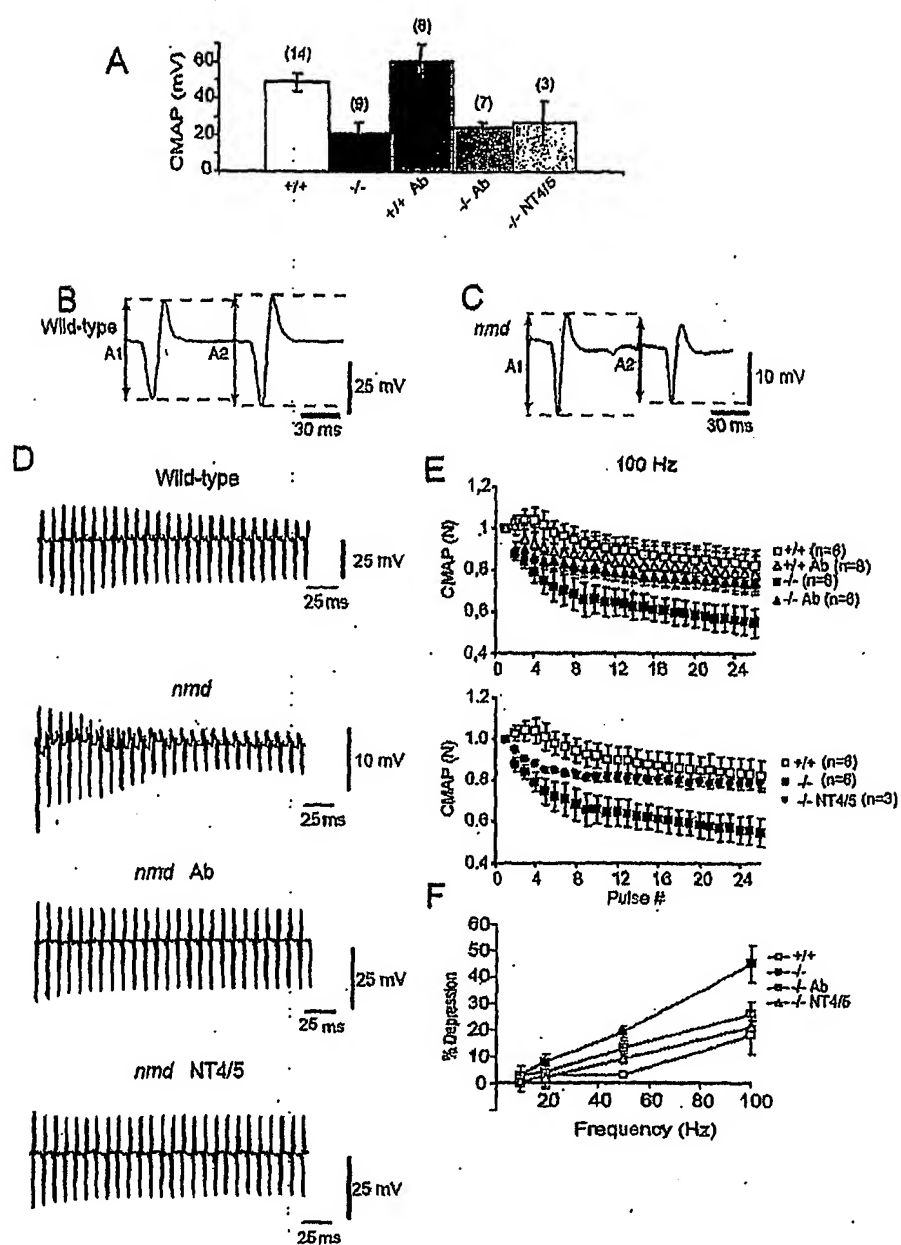 A
CMAP (mV)
60
40
20
0
(14)
(9)
(8)
(7)
(3)
+/+
-/-
+/+ Ab
-/- Ab
-/- NT4/5
B
Wild-type
A1
A2
25 mV
30 ms
C
nmd
A1
A2
10 mV
30 ms
D
Wild-type
25 mV
25ms
nmd
10 mV
25ms
nmd Ab
25 mV
25 ms
nmd NT4/5
25 mV
25 ms
E
100 Hz
CMAP (N)
1,2
1
0,8
0,6
0,4
0 4 8 12 16 20 24
+/+ (n=6)
+/+ Ab (n=8)
-/- (n=6)
-/- Ab (n=6)
CMAP (N)
1.2
1.0
0.8
0.6
0.4
0 4 8 12 16 20 24
Pulse #
+/+ (n=6)
-/- (n=6)
-/- NT4/5 (n=3)
F
% Depression
60
50
40
30
20
10
0
20 40 60 80 100
Frequency (Hz)
+/+
-/-
-/- Ab
-/- NT4/5